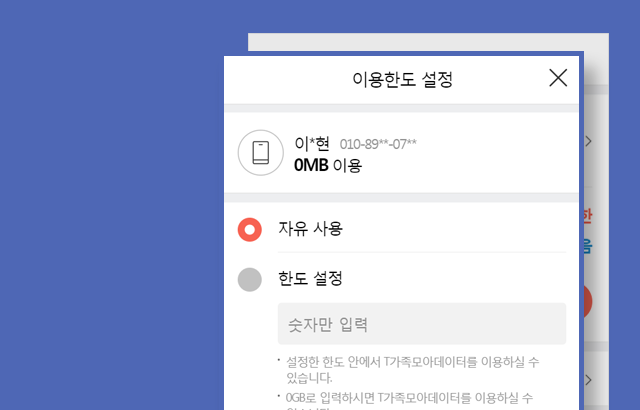 이용한도 설정
이*현 010-89**-07**
0MB 이용
자유 사용
한도 설정
숫자만 입력
· 설정한 한도 안에서 T가족모아데이터를 이용하실 수
있습니다.
· 0GB로 입력하시면 T가족모아데이터를 이용하실 수
한
음